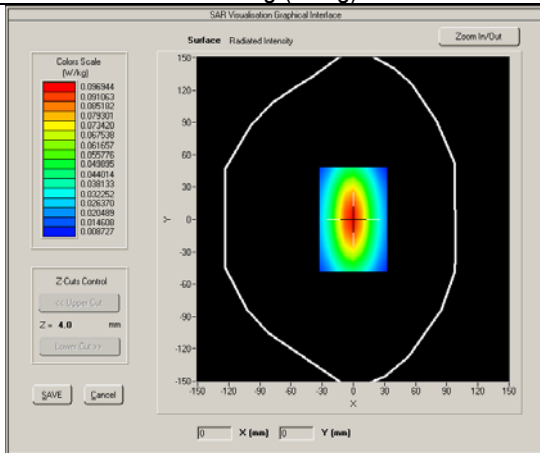 SAR Visualisation Graphical Interface
Surface Radiated Intensity
Zoom In/Out
Colors Scale
(W/kg)
0.096944
0.091063
0.085182
0.079301
0.073420
0.067538
0.061657
0.055776
0.049895
0.044014
0.038133
0.032252
0.026370
0.020489
0.014608
0.008727
Z-Cuts Control
<< Upper Cut
Z = 4.0 mm
Lower Cut >>
SAVE Cancel
150
120
90
60
30
0
-30
-60
-90
-120
-150
Y
-150 -120 -90 -60 -30 0 30 60 90 120 150
X
0 X (mm) 0 Y (mm)